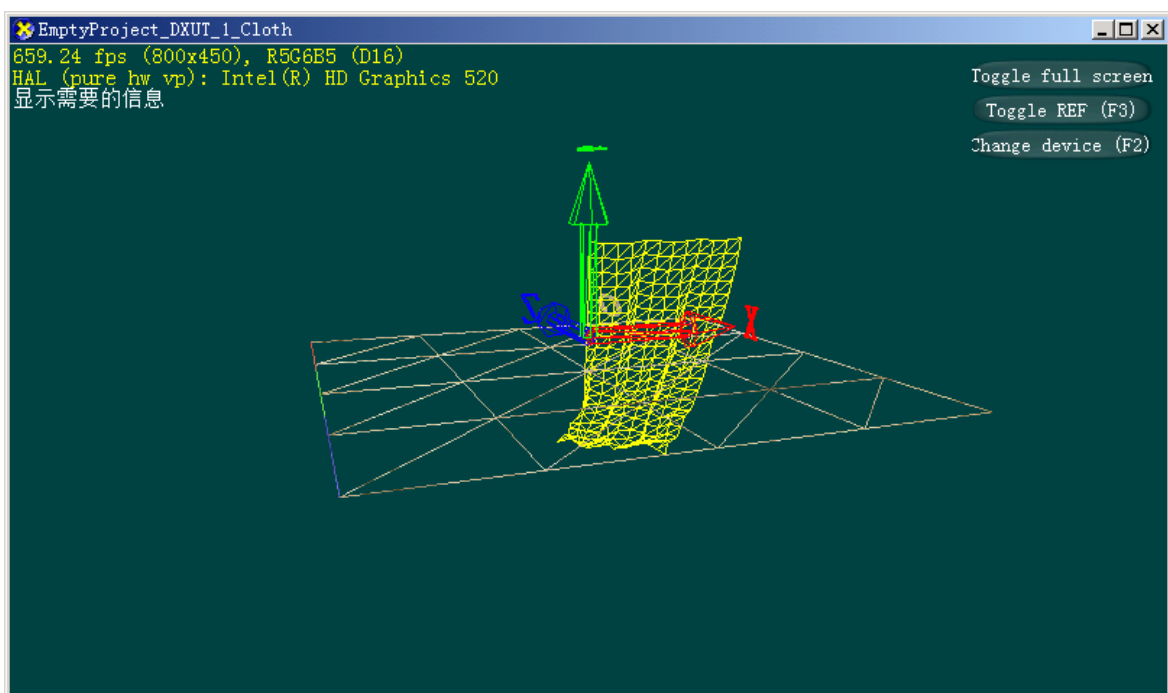 EmptyProject_DXUT_1_Cloth
659.24 fps (800x450), R5G6B5 (D16)
HAL (pure hw vp): Intel(R) HD Graphics 520
显示需要的信息
Toggle full screen
Toggle REF (F3)
Change device (F2)
Z
X